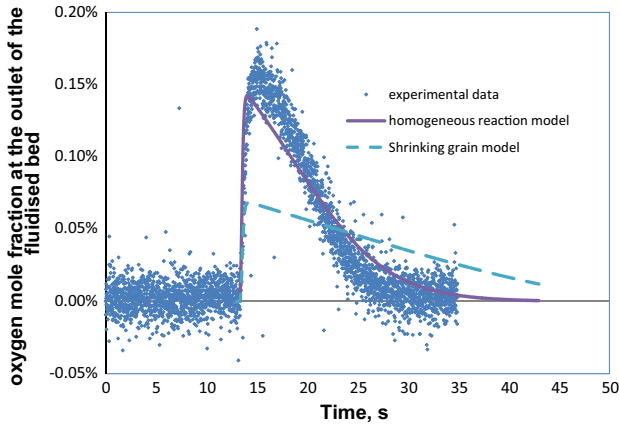 oxygen mole fraction at the outlet of the
fluidised bed
0.20%
0.15%
0.10%
0.05%
0.00%
-0.05%
experimental data
homogeneous reaction model
Shrinking grain model
0 5 10 15 20 25 30 35 40 45 50
Time, s